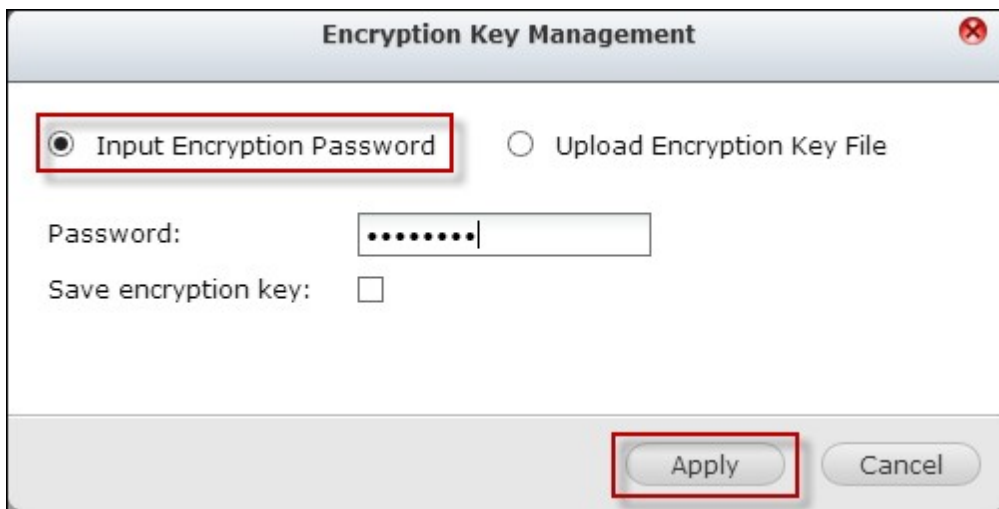 Encryption Key Management
Input Encryption Password Upload Encryption Key File
Password: ••••••••
Save encryption key:
Apply Cancel